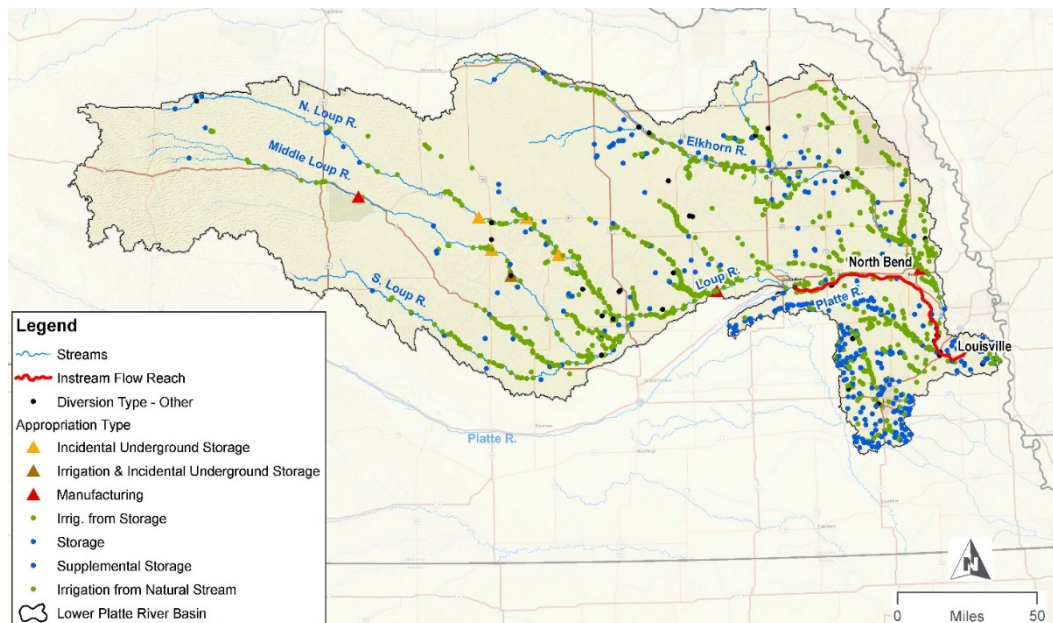 N. Loup R.
Middle Loup R.
Elkhorn R.
S. Loup R.
Loup R.
North Bend
Platte R.
Louisville
Platte R.
Legend
Streams
Instream Flow Reach
Diversion Type - Other
Appropriation Type
Incidental Underground Storage
Irrigation & Incidental Underground Storage
Manufacturing
Irrig. from Storage
Storage
Supplemental Storage
Irrigation from Natural Stream
Lower Platte River Basin
N
0 Miles 50